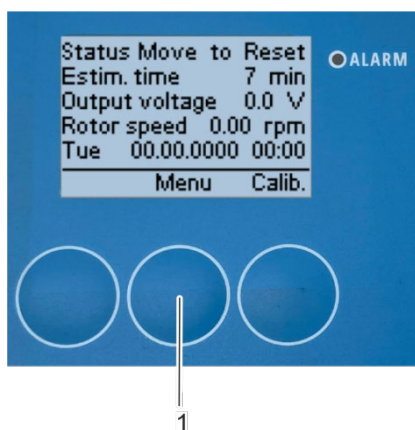 Status Move to Reset
ALARM
Estim. time 7 min
Output voltage 0.0 V
Rotor speed 0.00 rpm
Tue 00.00.0000 00:00
Menu Calib.
1